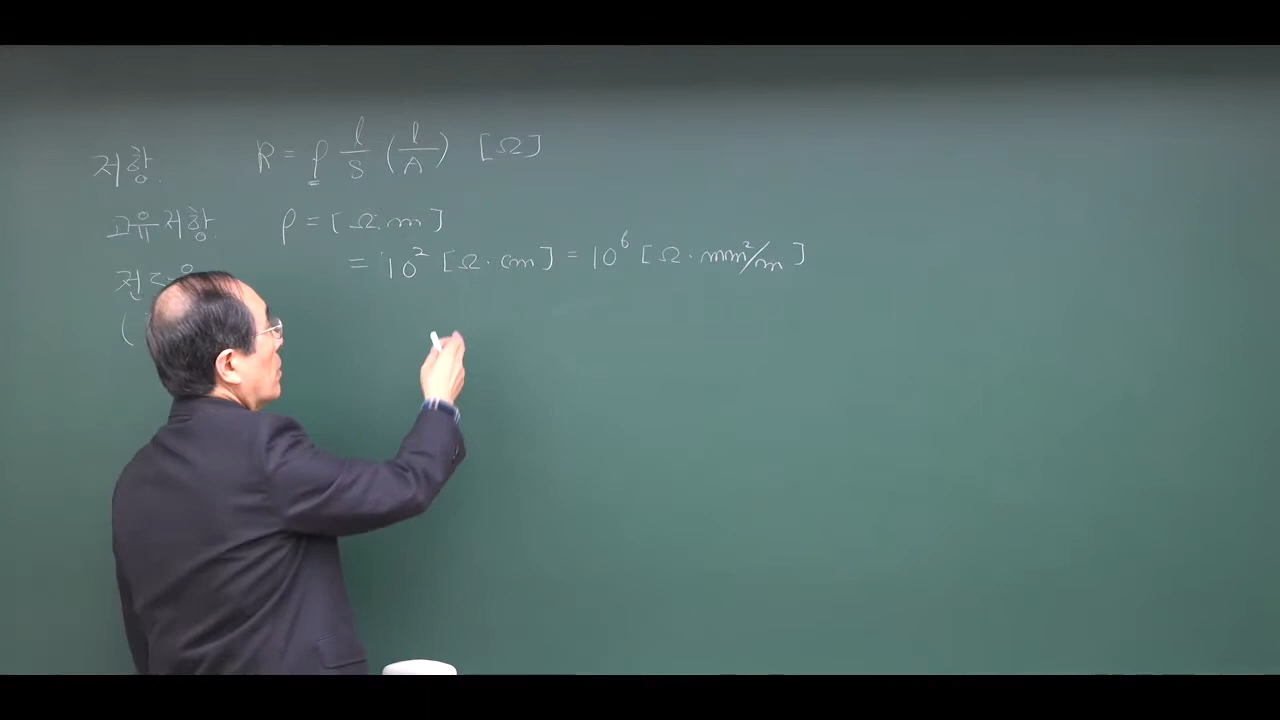 저항. R = ρ l/S (l/A) [Ω]
고유저항. ρ = [Ω·m]
= 10² [Ω·cm] = 10⁶ [Ω·mm²/m]
(